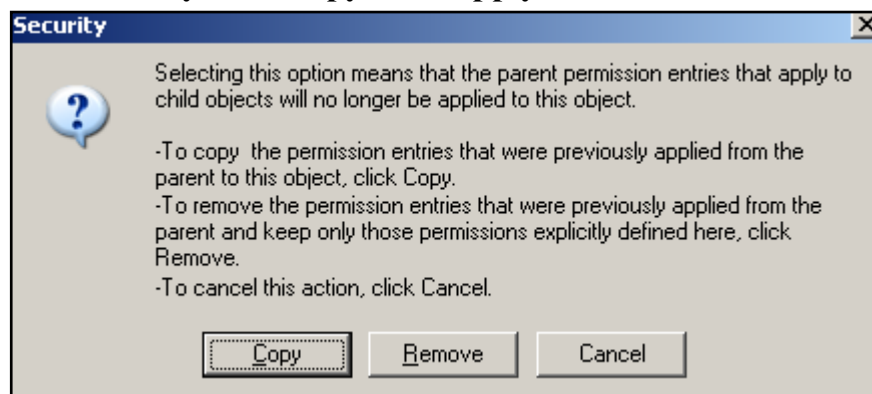 Security
Selecting this option means that the parent permission entries that apply to
child objects will no longer be applied to this object.
-To copy the permission entries that were previously applied from the
parent to this object, click Copy.
-To remove the permission entries that were previously applied from the
parent and keep only those permissions explicitly defined here, click
Remove.
-To cancel this action, click Cancel.
Copy Remove Cancel